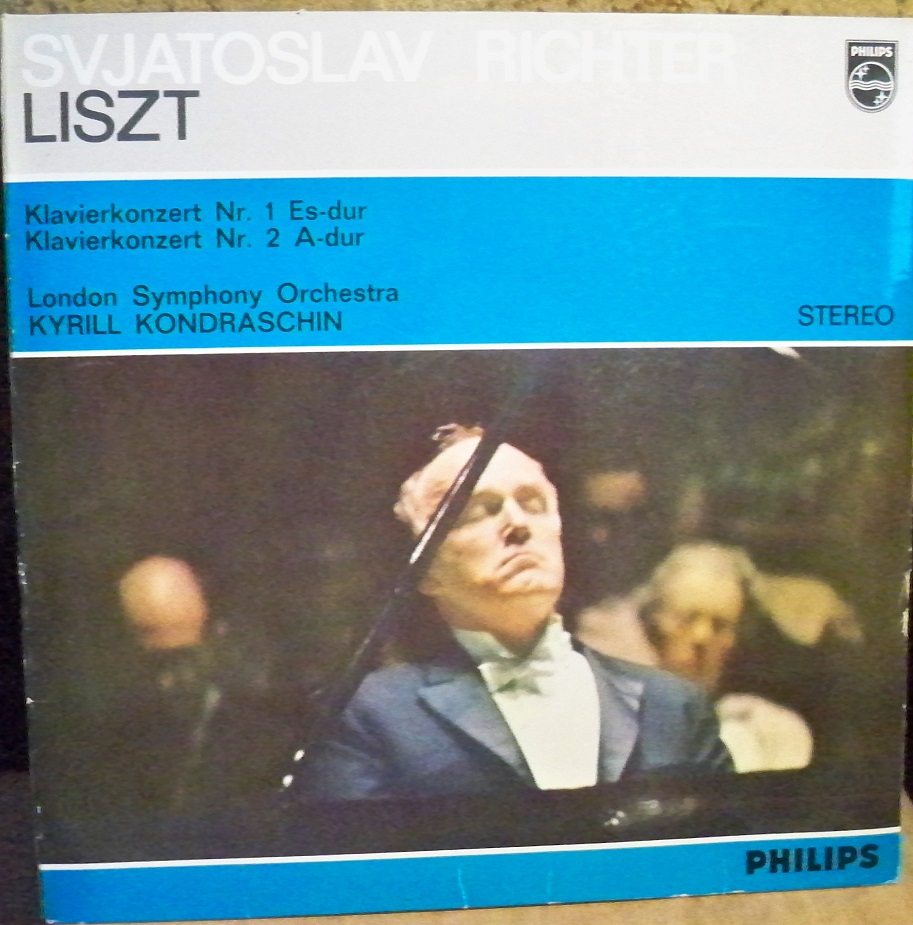 SVJATOSLAV RICHTER
PHILIPS
LISZT
Klavierkonzert Nr. 1 Es-dur
Klavierkonzert Nr. 2 A-dur
London Symphony Orchestra
KYRILL KONDRASCHIN
STEREO
PHILIPS